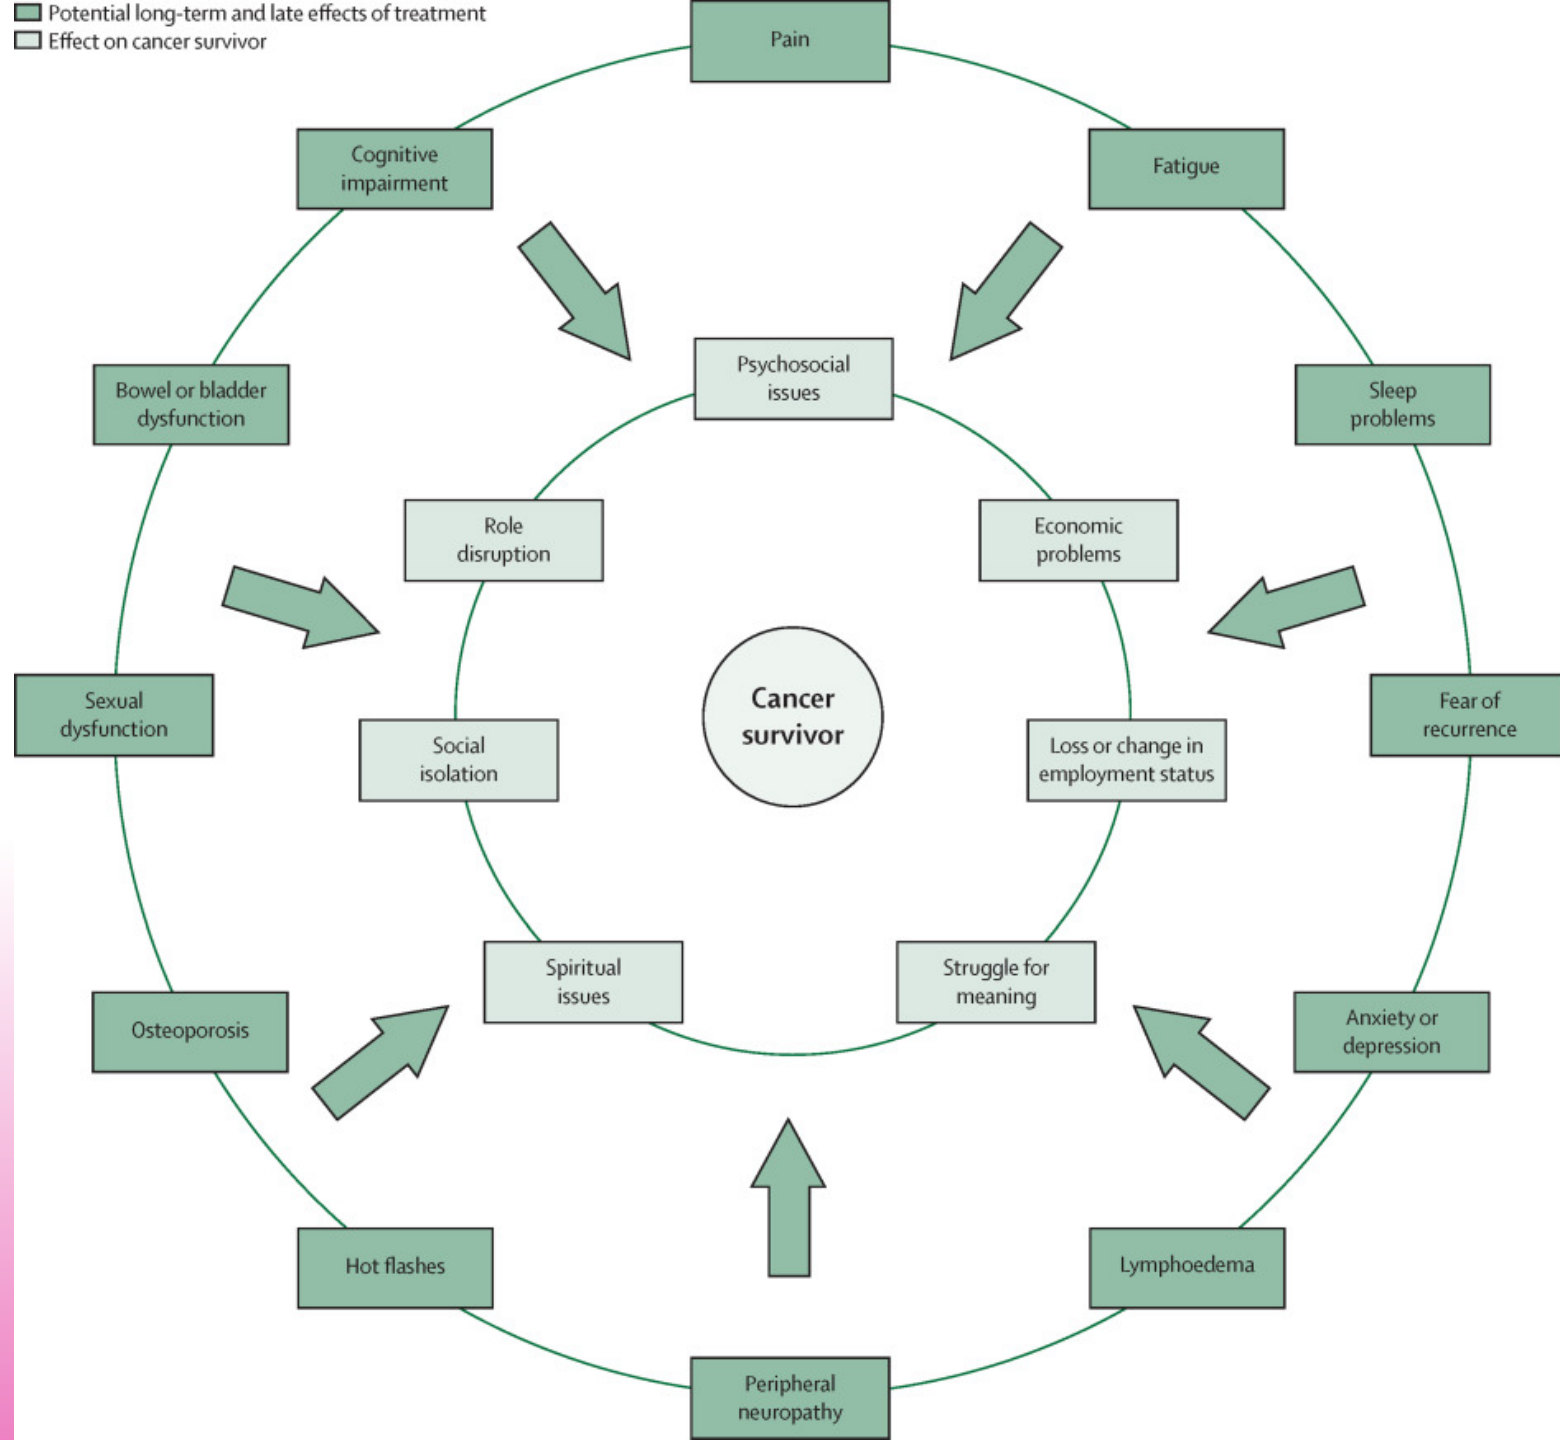 Potential long-term and late effects of treatment
Effect on cancer survivor
Pain
Cognitive
impairment
Fatigue
Psychosocial
issues
Bowel or bladder
dysfunction
Sleep
problems
Role
disruption
Economic
problems
Cancer
survivor
Sexual
dysfunction
Fear of
recurrence
Social
isolation
Loss or change in
employment status
Spiritual
issues
Struggle for
meaning
Osteoporosis
Anxiety or
depression
Hot flashes
Lymphoedema
Peripheral
neuropathy